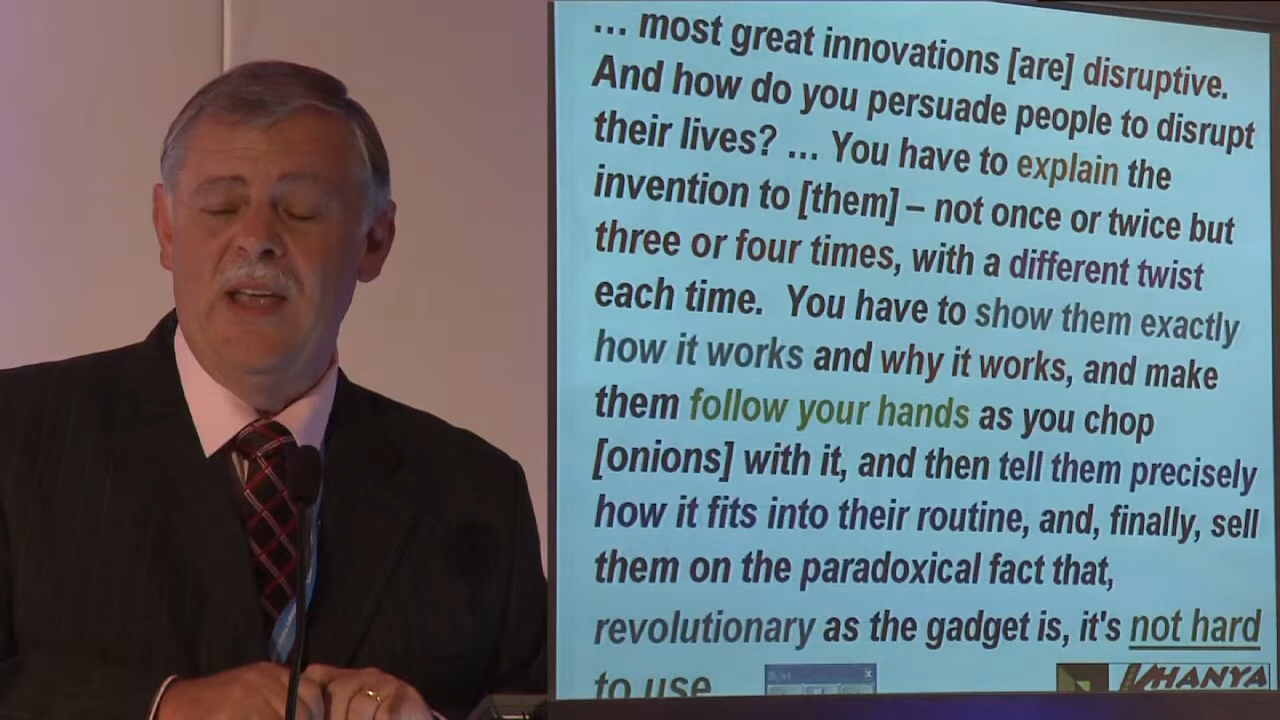 ... most great innovations [are] disruptive.
And how do you persuade people to disrupt
their lives? ... You have to explain the
invention to [them] – not once or twice but
three or four times, with a different twist
each time. You have to show them exactly
how it works and why it works, and make
them follow your hands as you chop
[onions] with it, and then tell them precisely
how it fits into their routine, and, finally, sell
them on the paradoxical fact that,
revolutionary as the gadget is, it's not hard
to use
KHANYA